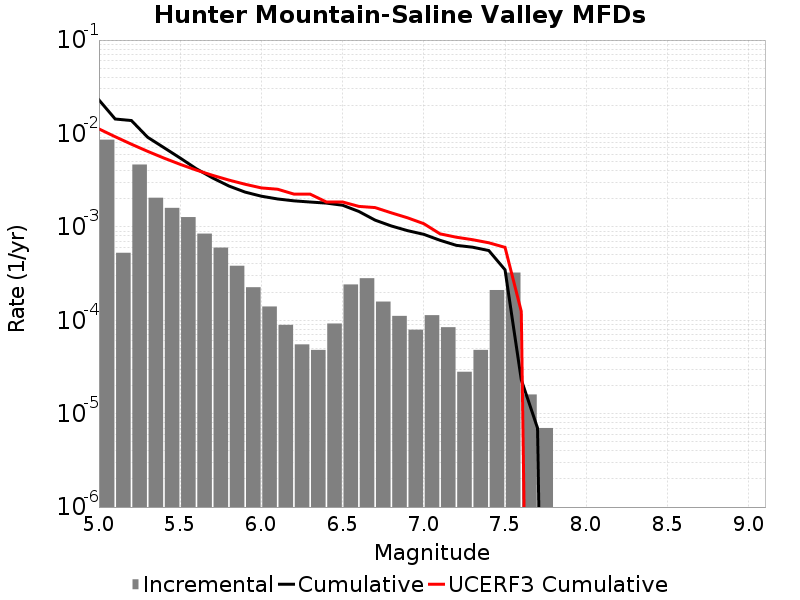 Hunter Mountain-Saline Valley MFDs
10-1
10-2
10-3
10-4
10-5
10-6
Rate (1/yr)
5.0 5.5 6.0 6.5 7.0 7.5 8.0 8.5 9.0
Magnitude
Incremental Cumulative UCERF3 Cumulative